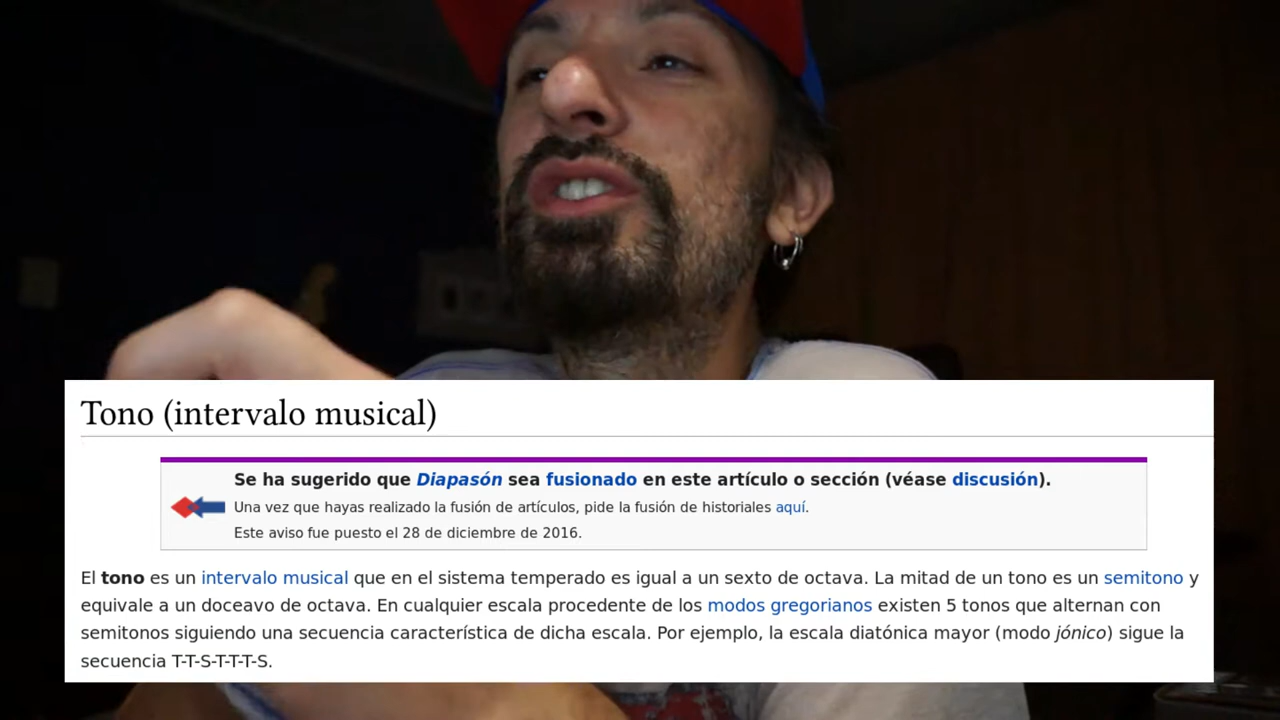 Tono (intervalo musical)
Se ha sugerido que Diapasón sea fusionado en este artículo o sección (véase discusión).
Una vez que hayas realizado la fusión de artículos, pide la fusión de historiales aquí.
Este aviso fue puesto el 28 de diciembre de 2016.
El tono es un intervalo musical que en el sistema temperado es igual a un sexto de octava. La mitad de un tono es un semitono y
equivale a un doceavo de octava. En cualquier escala procedente de los modos gregorianos existen 5 tonos que alternan con
semitonos siguiendo una secuencia característica de dicha escala. Por ejemplo, la escala diatónica mayor (modo jónico) sigue la
secuencia T-T-S-T-T-T-S.